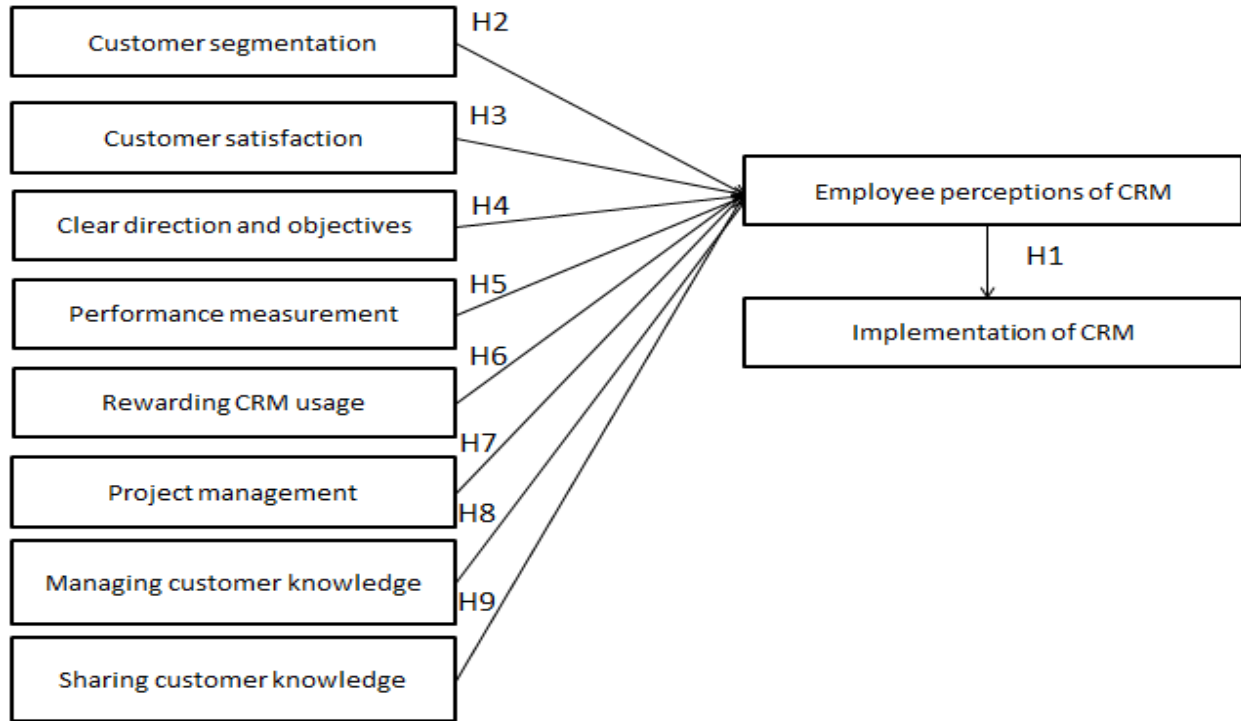 Customer segmentation
H2
Customer satisfaction
H3
Clear direction and objectives
H4
Performance measurement
H5
Rewarding CRM usage
H6
Project management
H7
Managing customer knowledge
H8
Sharing customer knowledge
H9
Employee perceptions of CRM
H1
Implementation of CRM